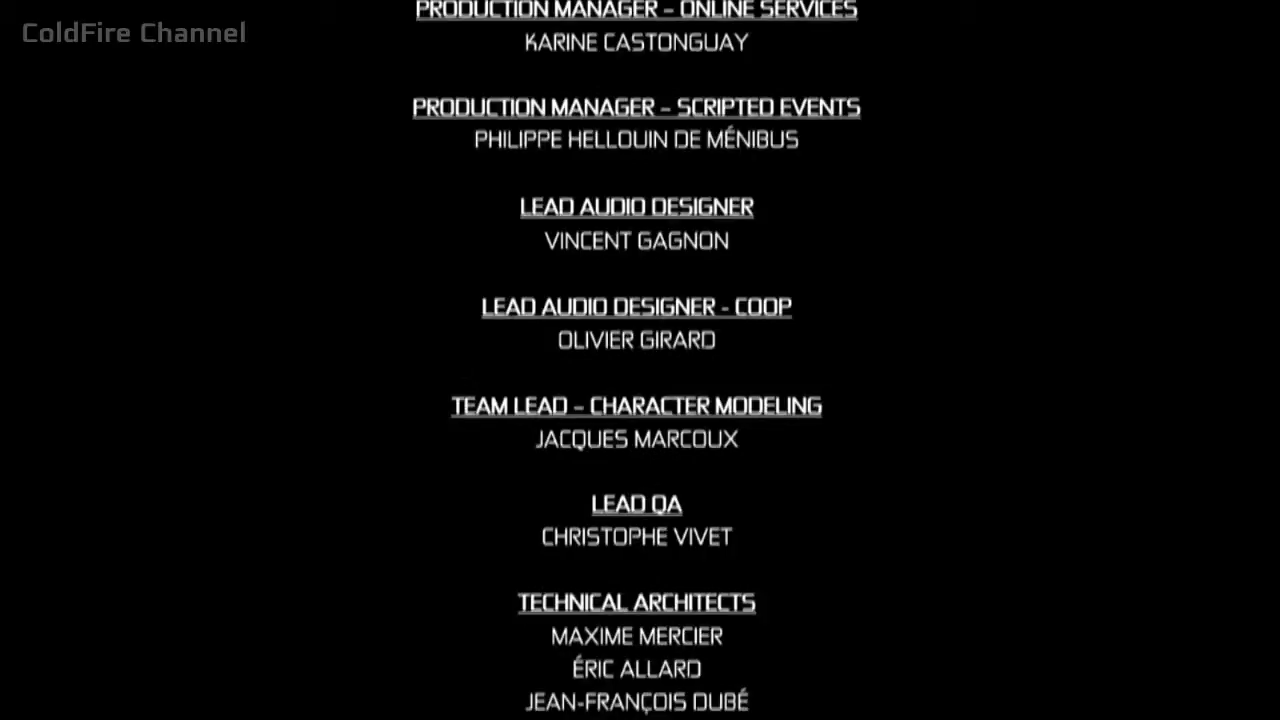 PRODUCTION MANAGER – ONLINE SERVICES
ColdFire Channel
KARINE CASTONGUAY
PRODUCTION MANAGER – SCRIPTED EVENTS
PHILIPPE HELLOUIN DE MÉNIBUS
LEAD AUDIO DESIGNER
VINCENT GAGNON
LEAD AUDIO DESIGNER - COOP
OLIVIER GIRARD
TEAM LEAD – CHARACTER MODELING
JACQUES MARCOUX
LEAD QA
CHRISTOPHE VIVET
TECHNICAL ARCHITECTS
MAXIME MERCIER
ÉRIC ALLARD
JEAN-FRANÇOIS DUBÉ